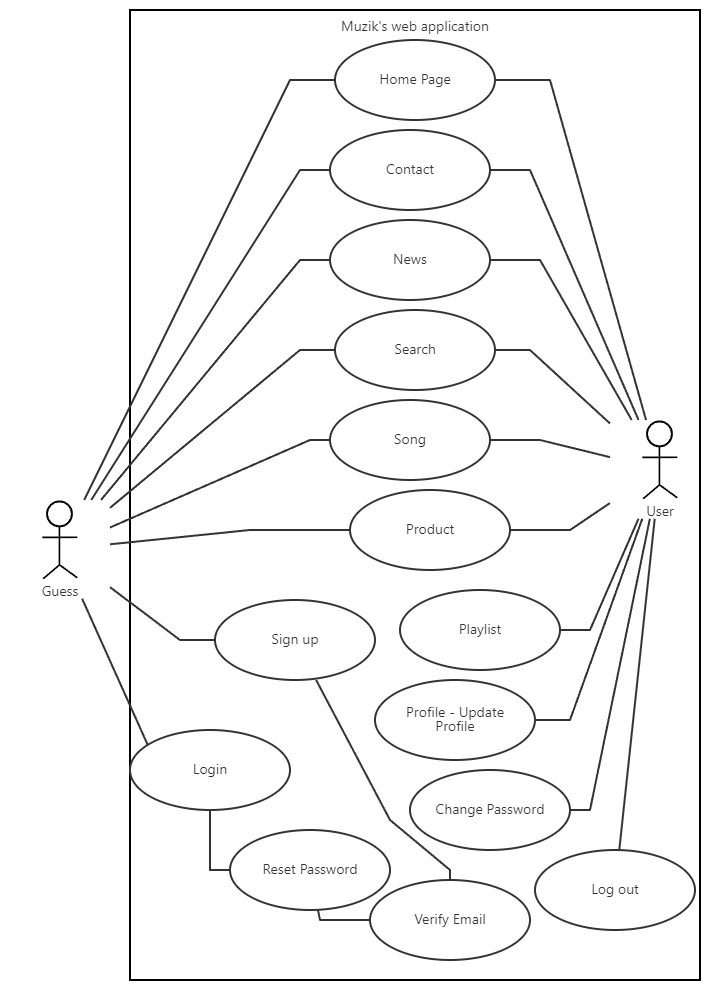 Muzik's web application
Home Page
Contact
News
Search
Song
Product
User
Guess
Sign up
Playlist
Profile - Update
Profile
Login
Change Password
Reset Password
Log out
Verify Email